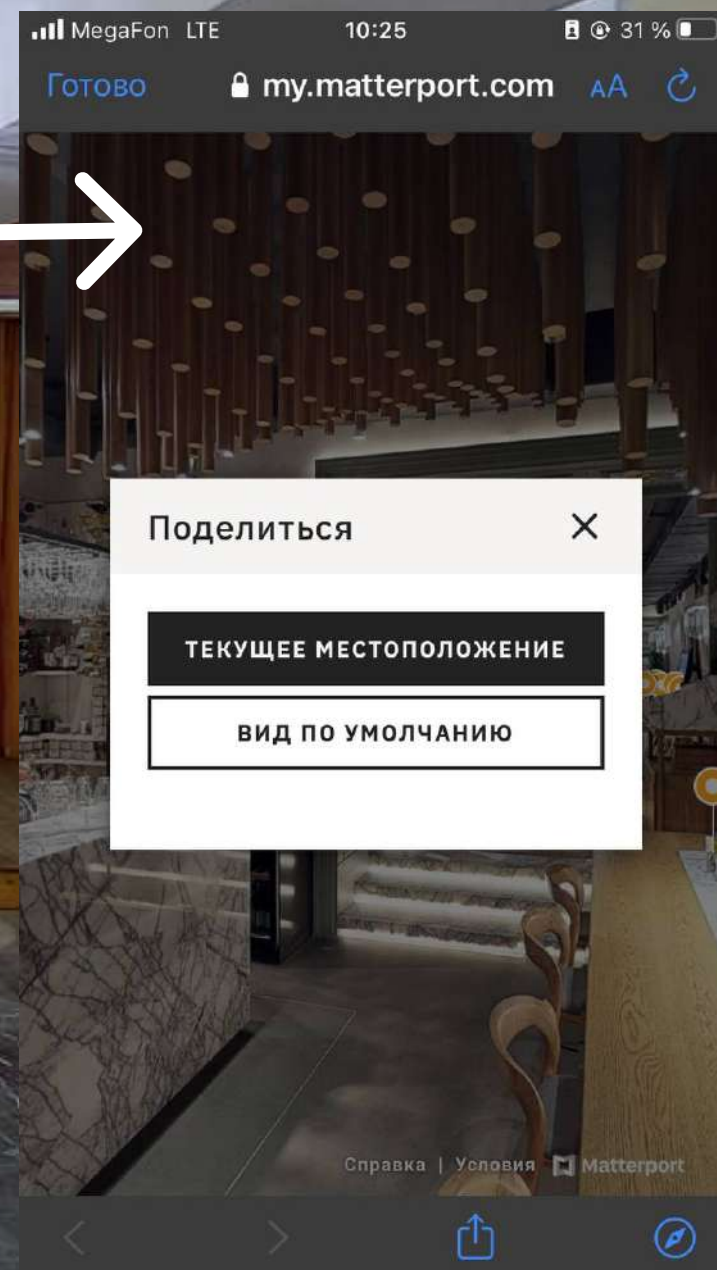 MegaFon LTE 10:25 31 %
Готово my.matterport.com AA
Поделиться
ТЕКУЩЕЕ МЕСТОПОЛОЖЕНИЕ
ВИД ПО УМОЛЧАНИЮ
Справка | Условия Matterport